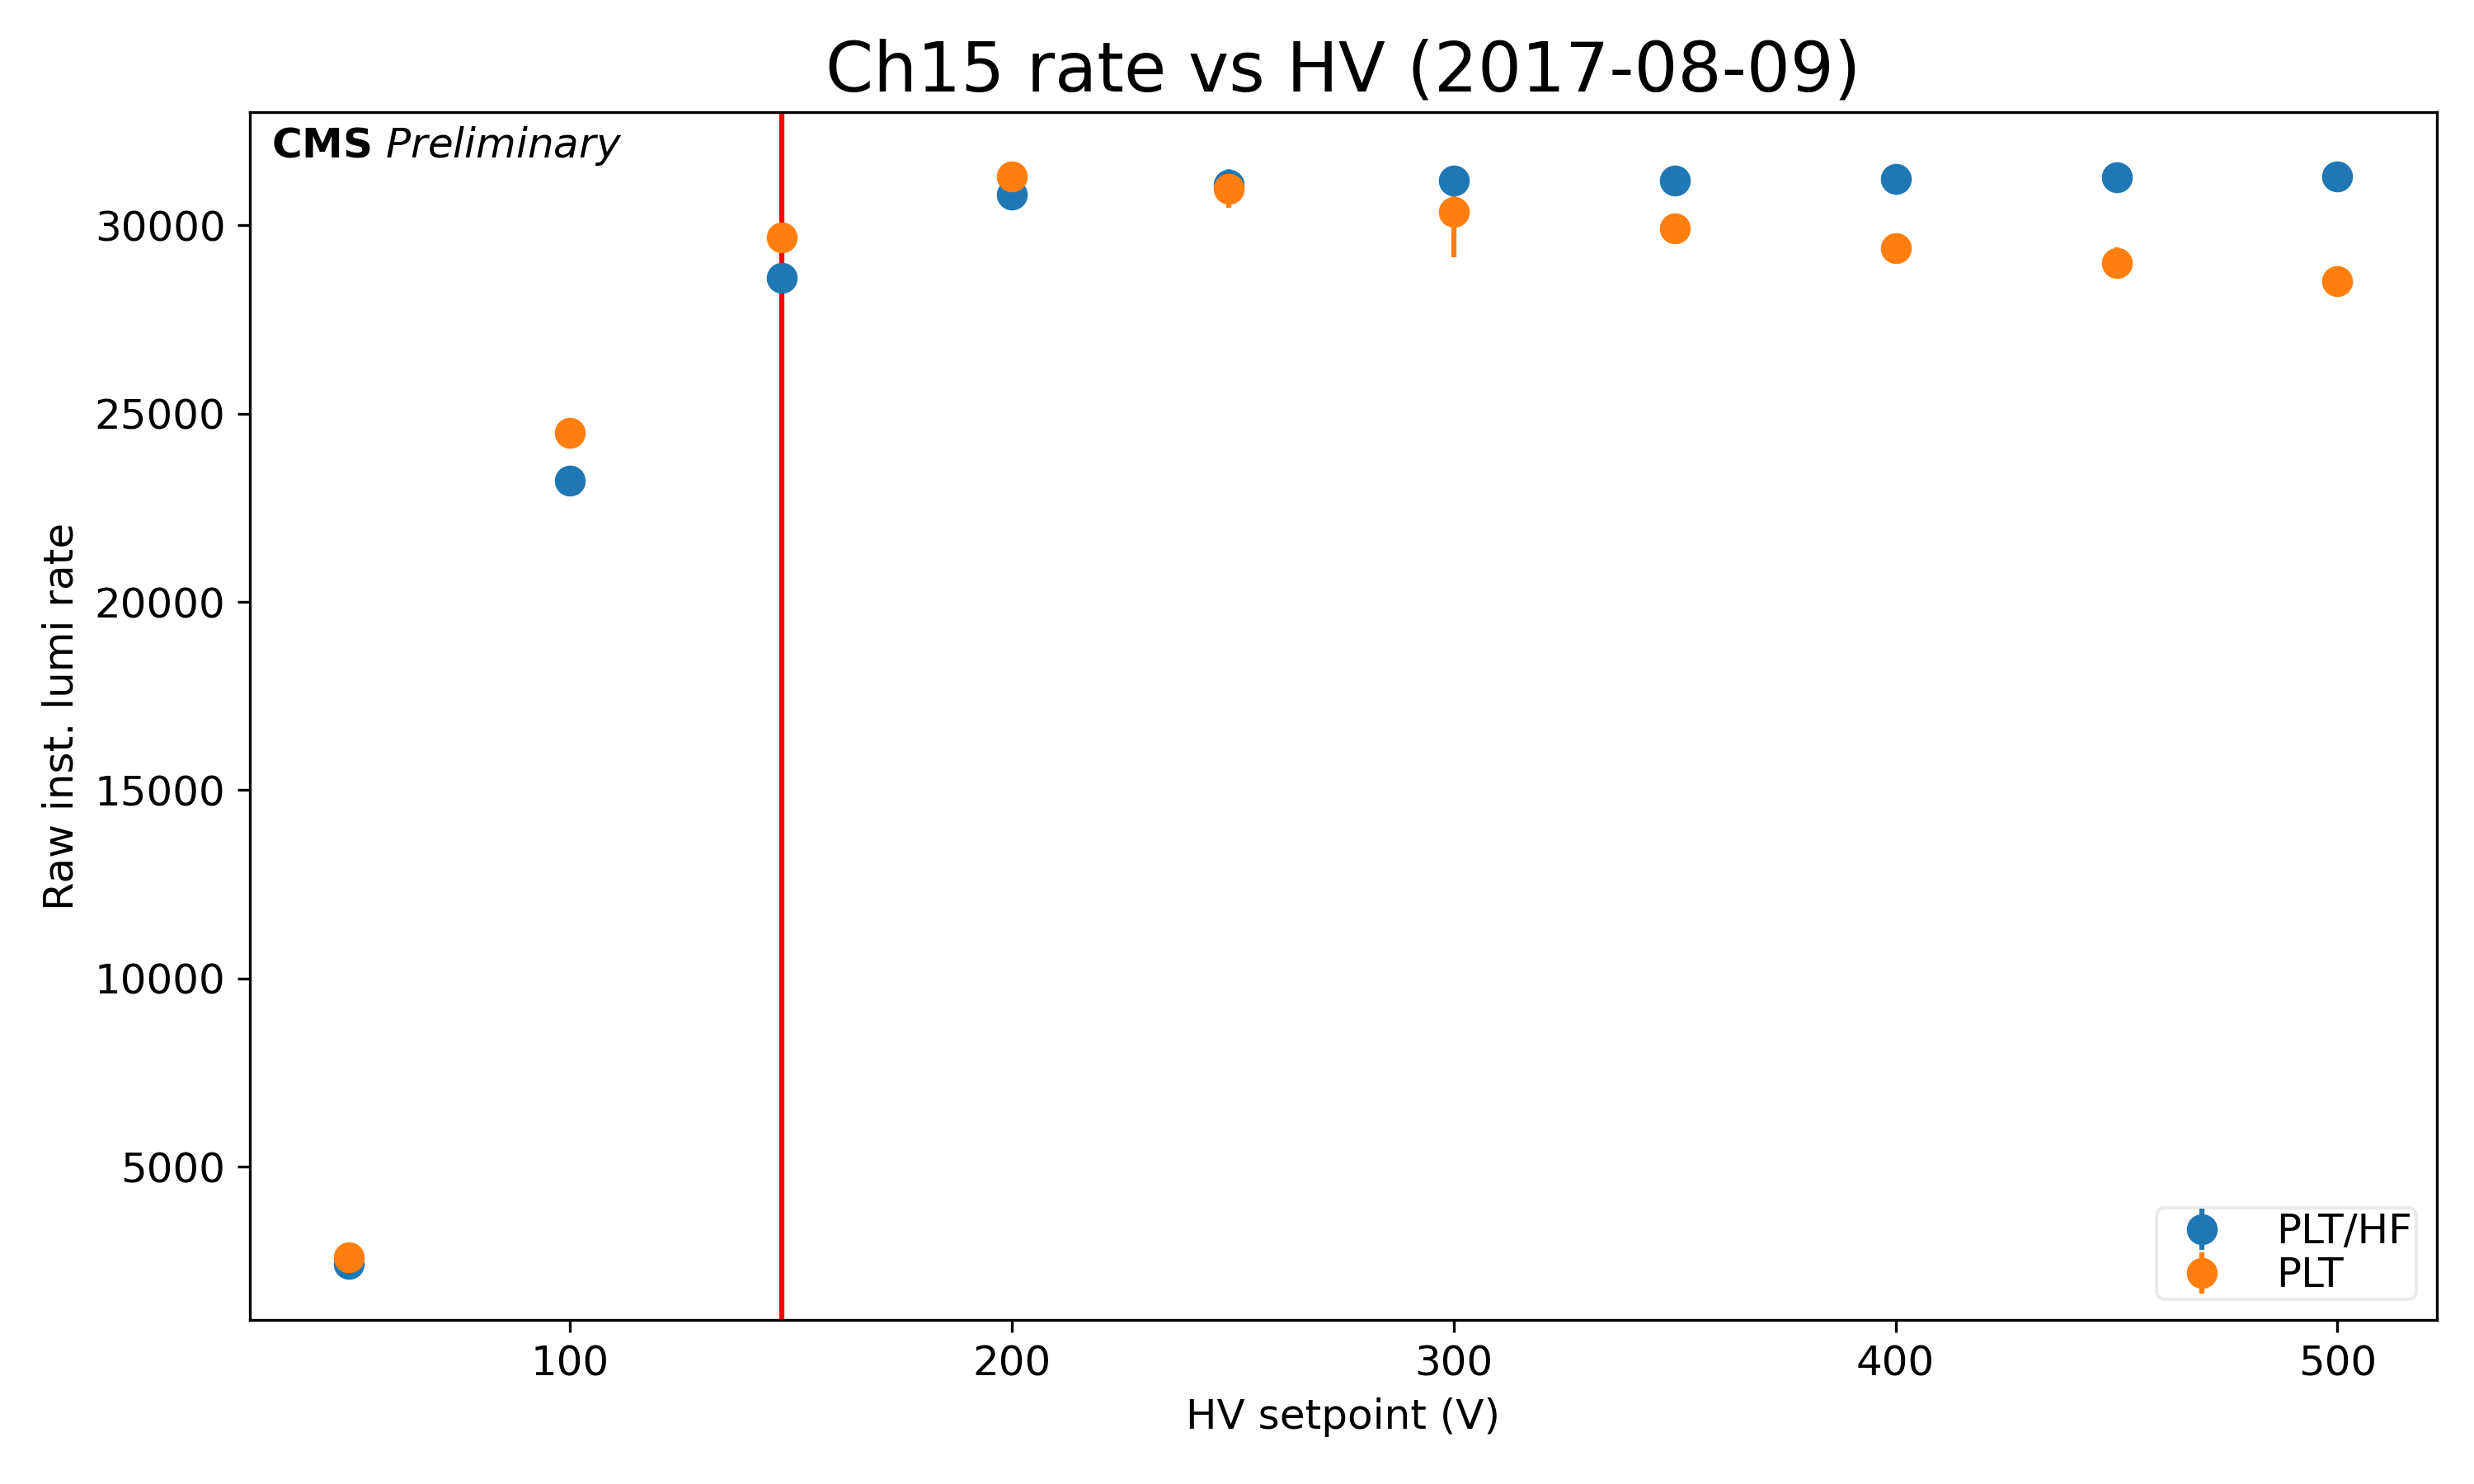 Ch15 rate vs HV (2017-08-09)
CMS Preliminary
30000
25000
20000
15000
10000
5000
Raw inst. lumi rate
PLT/HF
PLT
100 200 300 400 500
HV setpoint (V)